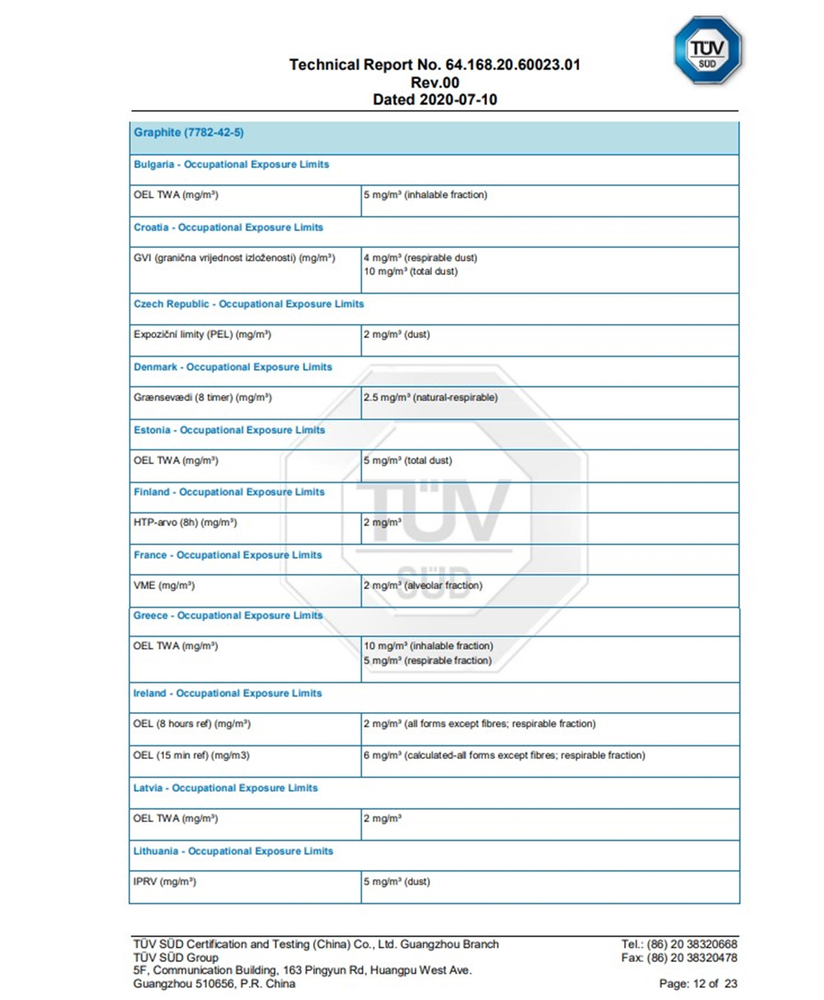 TÜV
SÜD
Technical Report No. 64.168.20.60023.01
Rev.00
Dated 2020-07-10
Graphite (7782-42-5)
Bulgaria - Occupational Exposure Limits
OEL TWA (mg/m³) 5 mg/m³ (inhalable fraction)
Croatia - Occupational Exposure Limits
GVI (granična vrijednost izloženosti) (mg/m³) 4 mg/m³ (respirable dust)
10 mg/m³ (total dust)
Czech Republic - Occupational Exposure Limits
Expoziční limity (PEL) (mg/m³) 2 mg/m³ (dust)
Denmark - Occupational Exposure Limits
Grænsevædi (8 timer) (mg/m³) 2.5 mg/m³ (natural-respirable)
Estonia - Occupational Exposure Limits
OEL TWA (mg/m³) 5 mg/m³ (total dust)
Finland - Occupational Exposure Limits
HTP-arvo (8h) (mg/m³) 2 mg/m³
France - Occupational Exposure Limits
VME (mg/m³) 2 mg/m³ (alveolar fraction)
Greece - Occupational Exposure Limits
OEL TWA (mg/m³) 10 mg/m³ (inhalable fraction)
5 mg/m³ (respirable fraction)
Ireland - Occupational Exposure Limits
OEL (8 hours ref) (mg/m³) 2 mg/m³ (all forms except fibres; respirable fraction)
OEL (15 min ref) (mg/m3) 6 mg/m³ (calculated-all forms except fibres; respirable fraction)
Latvia - Occupational Exposure Limits
OEL TWA (mg/m³) 2 mg/m³
Lithuania - Occupational Exposure Limits
IPRV (mg/m³) 5 mg/m³ (dust)
TÜV
SÜD
TÜV SÜD Certification and Testing (China) Co., Ltd. Guangzhou Branch Tel.: (86) 20 38320668
TÜV SÜD Group Fax: (86) 20 38320478
5F, Communication Building, 163 Pingyun Rd, Huangpu West Ave.
Guangzhou 510656, P.R. China Page: 12 of 23